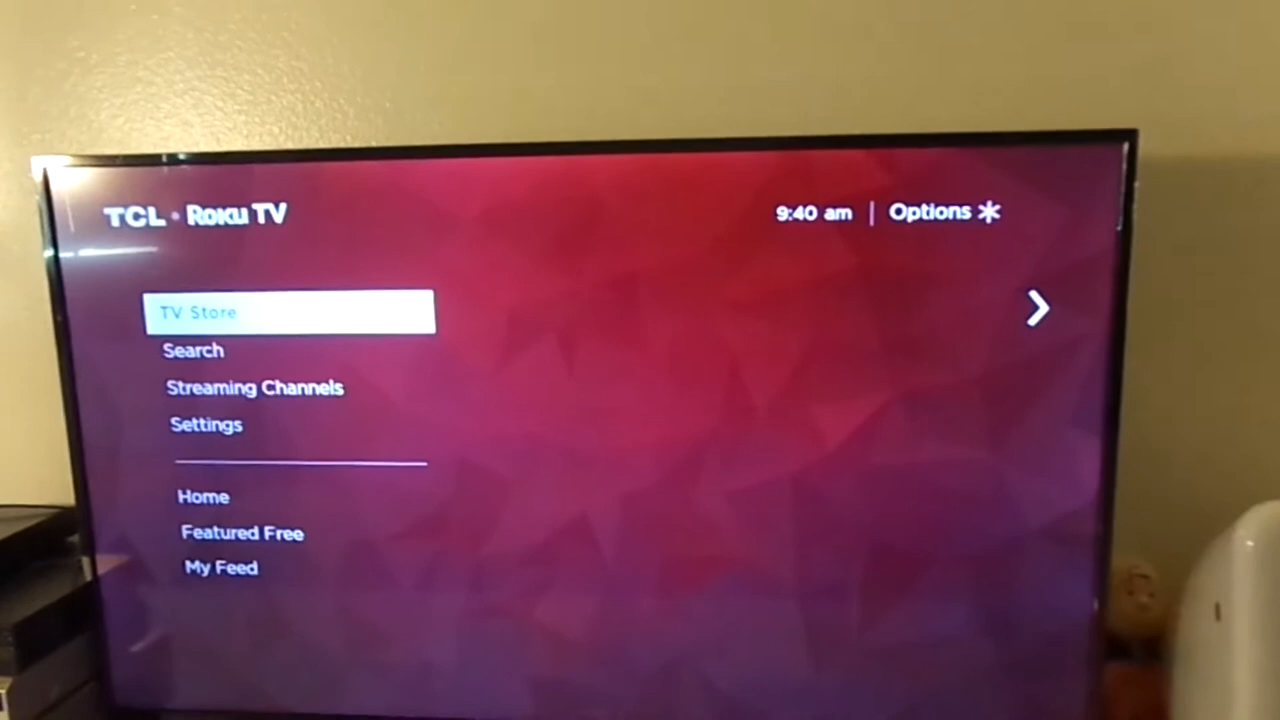 TCL • Roku TV
9:40 am | Options *
TV Store
Search
Streaming Channels
Settings
Home
Featured Free
My Feed